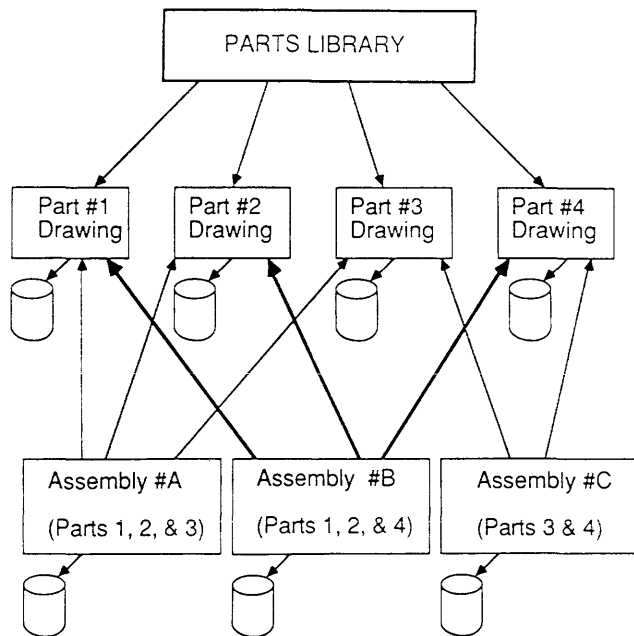 PARTS LIBRARY
Part #1
Drawing
Part #2
Drawing
Part #3
Drawing
Part #4
Drawing
Assembly #A
(Parts 1, 2, & 3)
Assembly #B
(Parts 1, 2, & 4)
Assembly #C
(Parts 3 & 4)